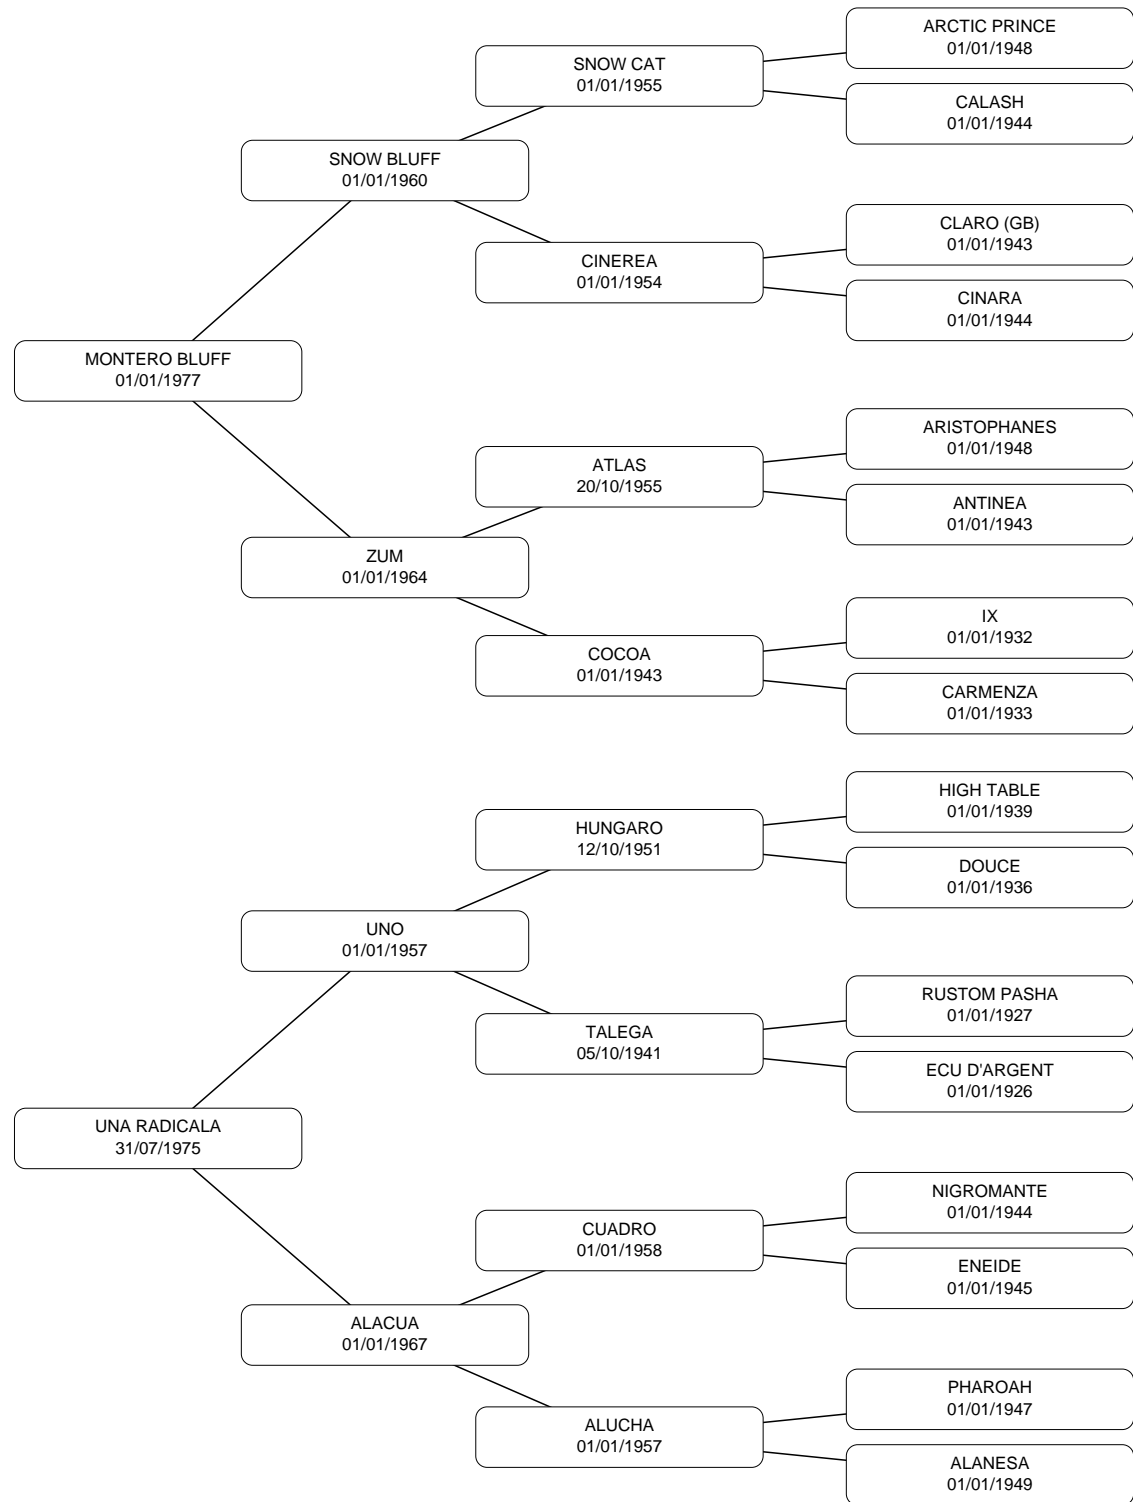 ARCTIC PRINCE
01/01/1948
SNOW CAT
01/01/1955
CALASH
01/01/1944
SNOW BLUFF
01/01/1960
CLARO (GB)
01/01/1943
CINEREA
01/01/1954
CINARA
01/01/1944
MONTERO BLUFF
01/01/1977
ARISTOPHANES
01/01/1948
ATLAS
20/10/1955
ANTINEA
01/01/1943
ZUM
01/01/1964
IX
01/01/1932
COCOA
01/01/1943
CARMENZA
01/01/1933
HIGH TABLE
01/01/1939
HUNGARO
12/10/1951
DOUCE
01/01/1936
UNO
01/01/1957
RUSTOM PASHA
01/01/1927
TALEGA
05/10/1941
ECU D'ARGENT
01/01/1926
UNA RADICALA
31/07/1975
NIGROMANTE
01/01/1944
CUADRO
01/01/1958
ENEIDE
01/01/1945
ALACUA
01/01/1967
PHAROAH
01/01/1947
ALUCHA
01/01/1957
ALANESA
01/01/1949